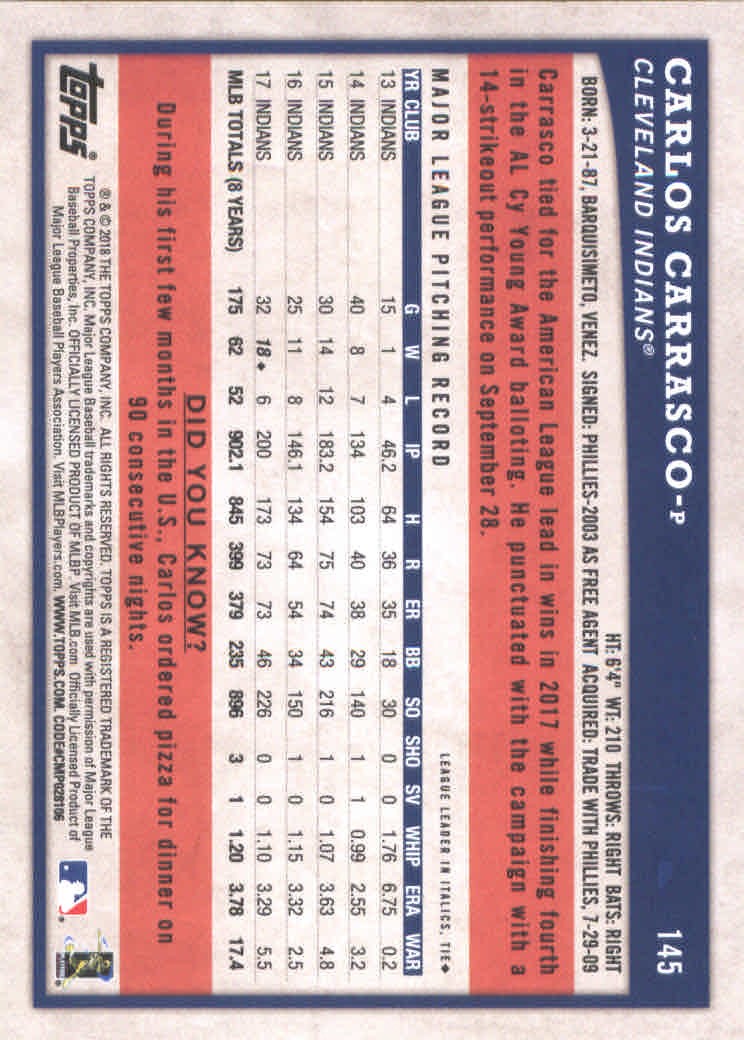 CARLOS CARRASCO-P
145
CLEVELAND INDIANS®
HT: 6'4" WT: 210 THROWS: RIGHT BATS: RIGHT
BORN: 3-21-87, BARQUISIMETO, VENEZ. SIGNED: PHILLIES-2003 AS FREE AGENT ACQUIRED: TRADE WITH PHILLIES, 7-29-09
Carrasco tied for the American League lead in wins in 2017 while finishing fourth
in the AL Cy Young Award balloting. He punctuated with the campaign with a
14-strikeout performance on September 28.
MAJOR LEAGUE PITCHING RECORD
LEAGUE LEADER IN ITALICS, TIE◆
YR CLUB G W L IP H R ER BB SO SHO SV WHIP ERA WAR
13 INDIANS 15 1 4 46.2 64 36 35 18 30 0 0 1.76 6.75 0.2
14 INDIANS 40 8 7 134 103 40 38 29 140 1 1 0.99 2.55 3.2
15 INDIANS 30 14 12 183.2 154 75 74 43 216 1 0 1.07 3.63 4.8
16 INDIANS 25 11 8 146.1 134 64 54 34 150 1 0 1.15 3.32 2.5
17 INDIANS 32 18◆ 6 200 173 73 73 46 226 0 0 1.10 3.29 5.5
MLB TOTALS (8 YEARS) 175 62 52 902.1 845 399 379 235 896 3 1 1.20 3.78 17.4
DID YOU KNOW?
During his first few months in the U.S., Carlos ordered pizza for dinner on
90 consecutive nights.
topps®
® & © 2018 THE TOPPS COMPANY, INC. ALL RIGHTS RESERVED. TOPPS IS A REGISTERED TRADEMARK OF THE
TOPPS COMPANY, INC. Major League Baseball trademarks and copyrights are used with permission of Major League
Baseball Properties, Inc. OFFICIALLY LICENSED PRODUCT OF MLBP. Visit MLB.com Officially Licensed Product of
Major League Baseball Players Association. Visit MLBPlayers.com. WWW.TOPPS.COM. CODE#CMP028106